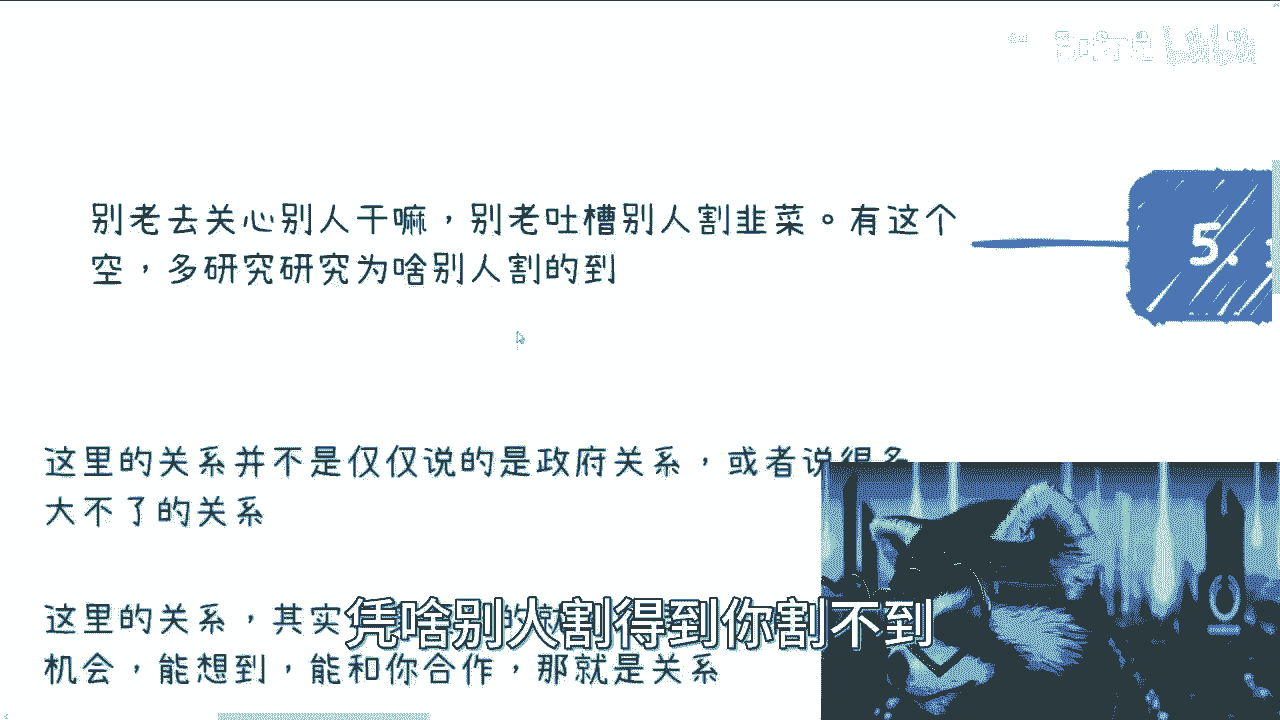 别老去关心别人干嘛，别老吐槽别人割韭菜。有这个
空，多研究研究为啥别人割的到
5.
这里的关系并不是仅仅说的是政府关系，或者说很多
大不了的关系
这里的关系，其实
机会，能想到，能和你合作，那就是关系
凭啥别人割得到你割不到